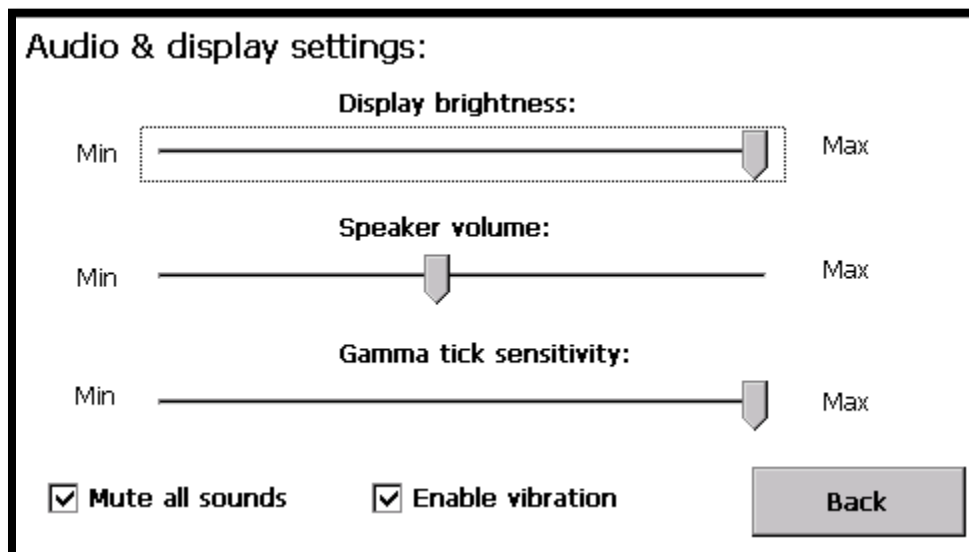 Audio & display settings:
Display brightness:
Min Max
Speaker volume:
Min Max
Gamma tick sensitivity:
Min Max
Mute all sounds Enable vibration Back